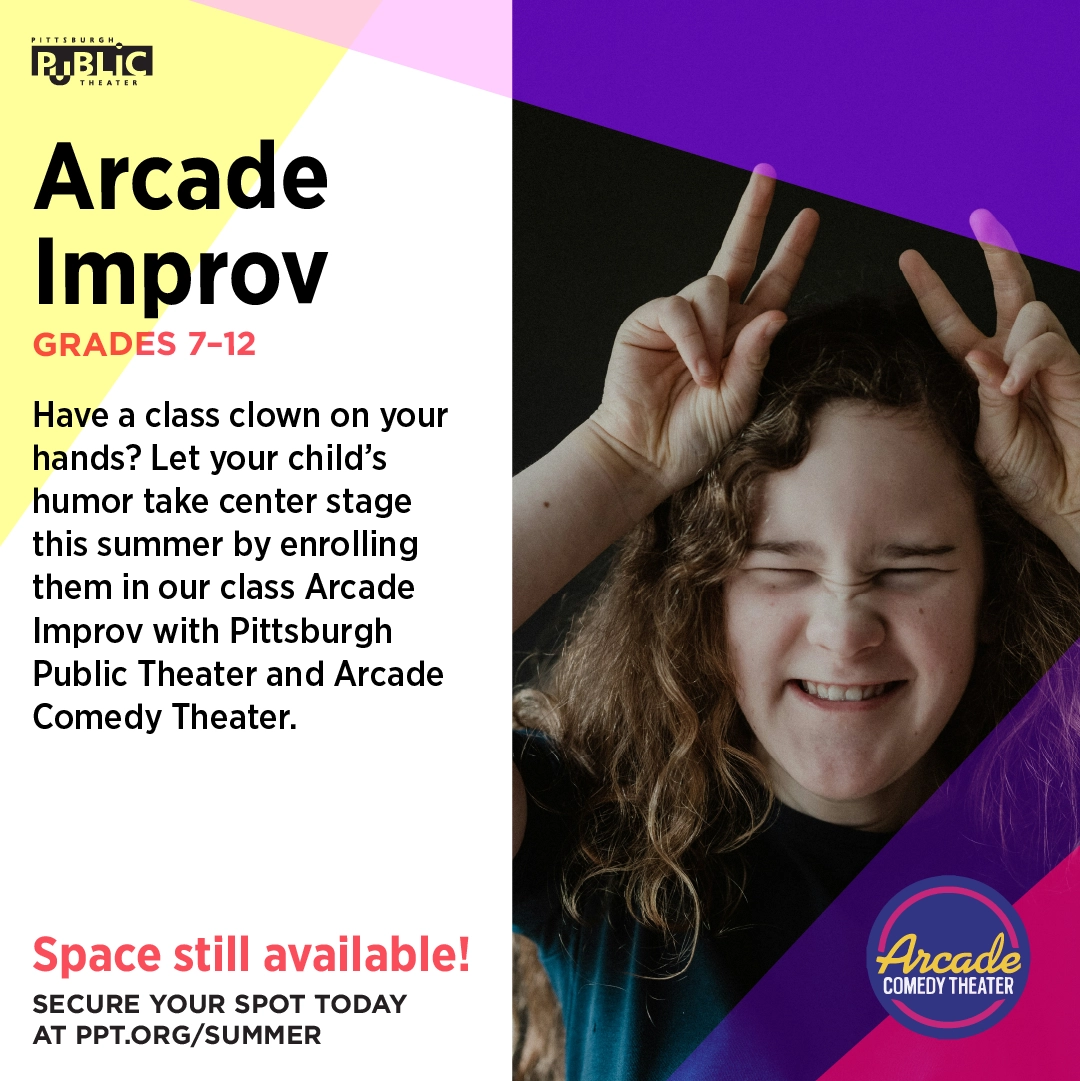 PITTSBURGH
PUBLIC
THEATER
Arcade
Improv
GRADES 7–12
Have a class clown on your
hands? Let your child’s
humor take center stage
this summer by enrolling
them in our class Arcade
Improv with Pittsburgh
Public Theater and Arcade
Comedy Theater.
Space still available!
SECURE YOUR SPOT TODAY
AT PPT.ORG/SUMMER
Arcade
COMEDY THEATER